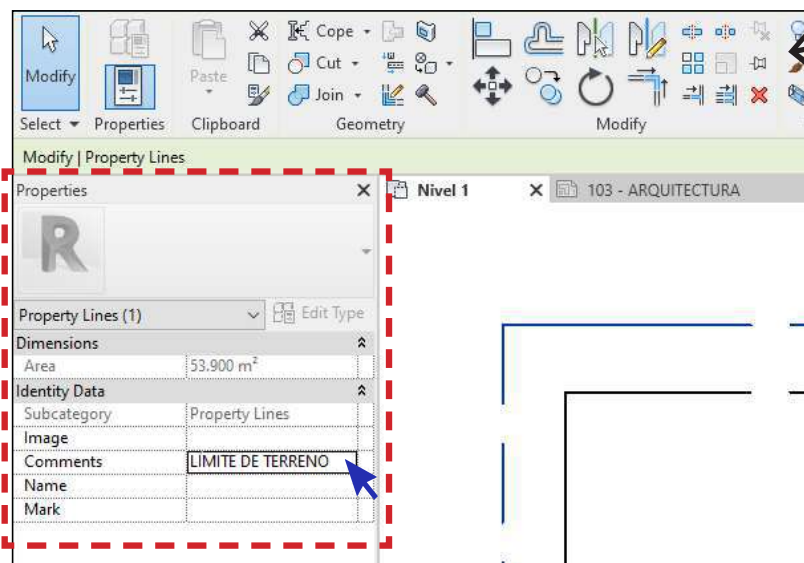 Cope
Modify
Paste
Cut
Join
Select
Properties
Clipboard
Geometry
Modify
Modify | Property Lines
Properties
Nivel 1
103 - ARQUITECTURA
R
Property Lines (1)
Edit Type
Dimensions
Area
53.900 m²
Identity Data
Subcategory
Property Lines
Image
Comments
LIMITE DE TERRENO
Name
Mark